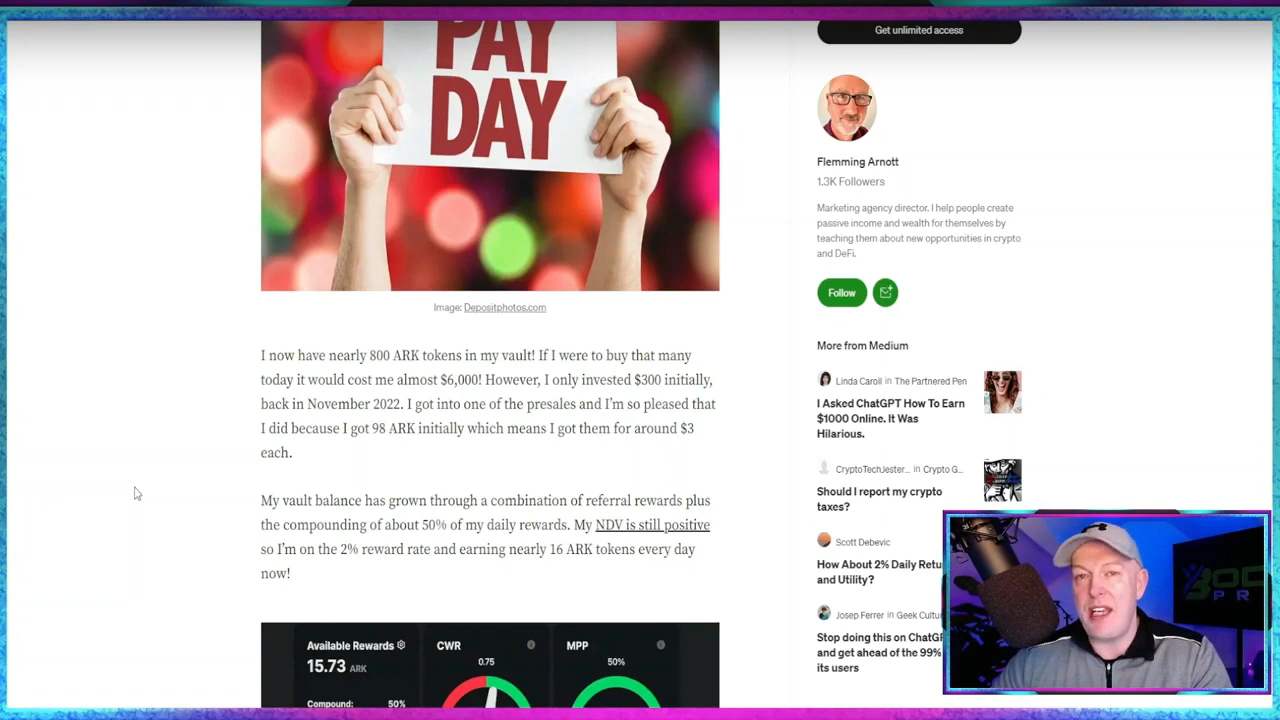 PAY
DAY
Image: Depositphotos.com
I now have nearly 800 ARK tokens in my vault! If I were to buy that many
today it would cost me almost $6,000! However, I only invested $300 initially,
back in November 2022. I got into one of the presales and I'm so pleased that
I did because I got 98 ARK initially which means I got them for around $3
each.
My vault balance has grown through a combination of referral rewards plus
the compounding of about 50% of my daily rewards. My NDV is still positive
so I'm on the 2% reward rate and earning nearly 16 ARK tokens every day
now!
Available Rewards
15.73 ARK
Compound: 50%
CWR
0.75
MPP
50%
Get unlimited access
Flemming Arnott
1.3K Followers
Marketing agency director. I help people create
passive income and wealth for themselves by
teaching them about new opportunities in crypto
and DeFi.
Follow
More from Medium
Linda Caroll in The Partnered Pen
I Asked ChatGPT How To Earn
$1000 Online. It Was
Hilarious.
CryptoTechJester... in Crypto G...
Should I report my crypto
taxes?
Scott Debevic
How About 2% Daily Retu
and Utility?
Josep Ferrer in Geek Cultur
Stop doing this on ChatG
and get ahead of the 99%
its users